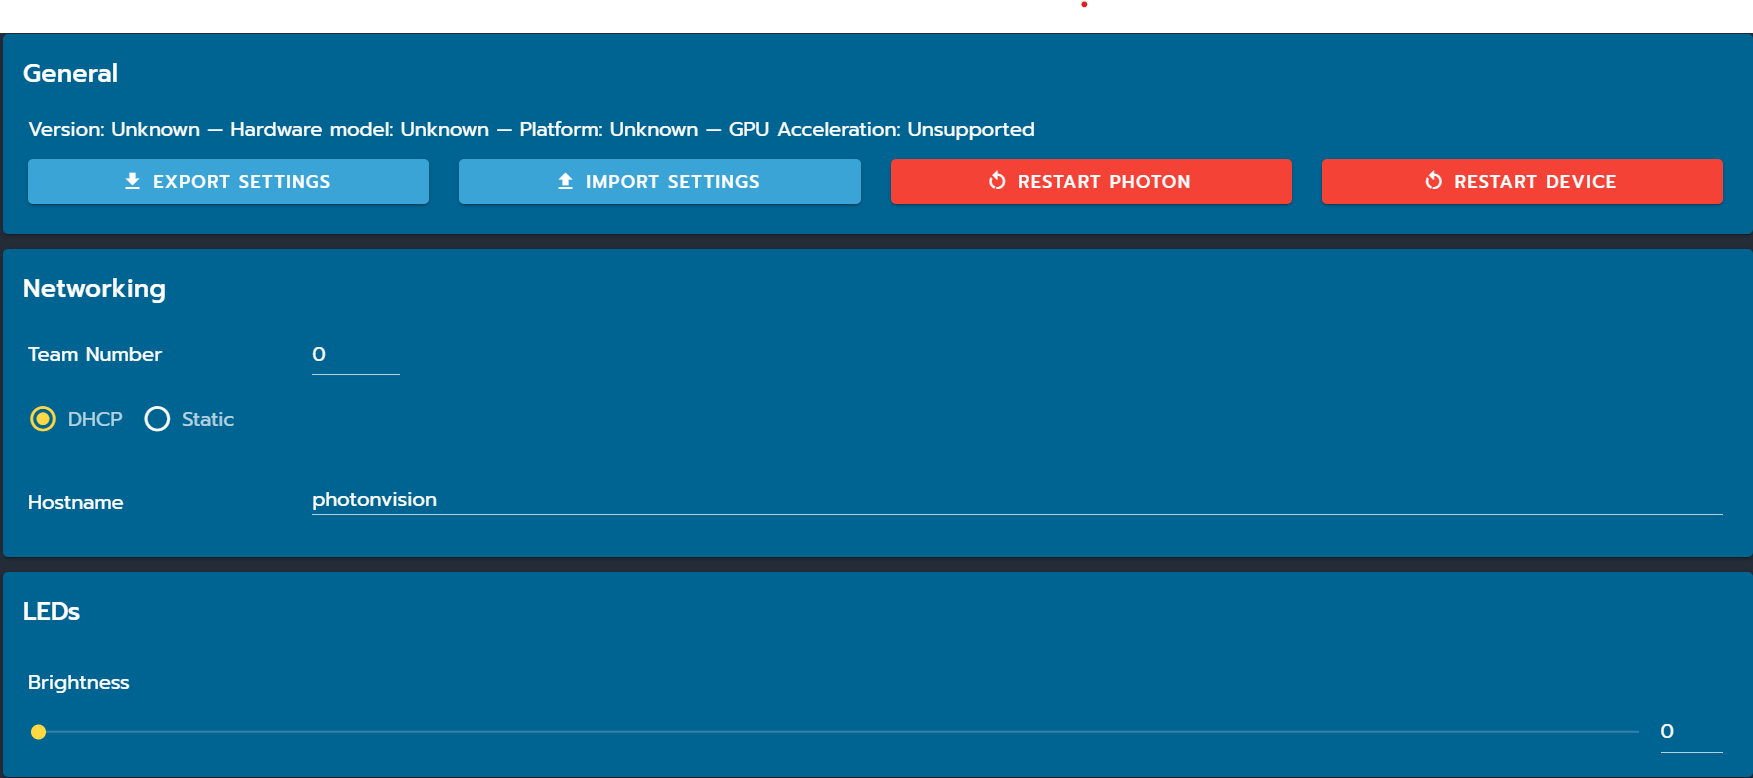 General
Version: Unknown — Hardware model: Unknown — Platform: Unknown — GPU Acceleration: Unsupported
EXPORT SETTINGS IMPORT SETTINGS RESTART PHOTON RESTART DEVICE
Networking
Team Number 0
DHCP Static
Hostname photonvision
LEDs
Brightness
0